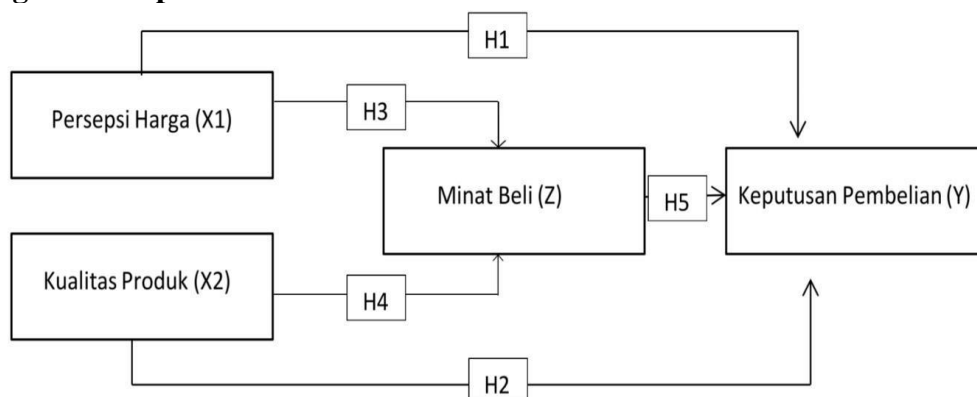 H1
Persepsi Harga (X1)
H3
Minat Beli (Z)
H5
Keputusan Pembelian (Y)
Kualitas Produk (X2)
H4
H2